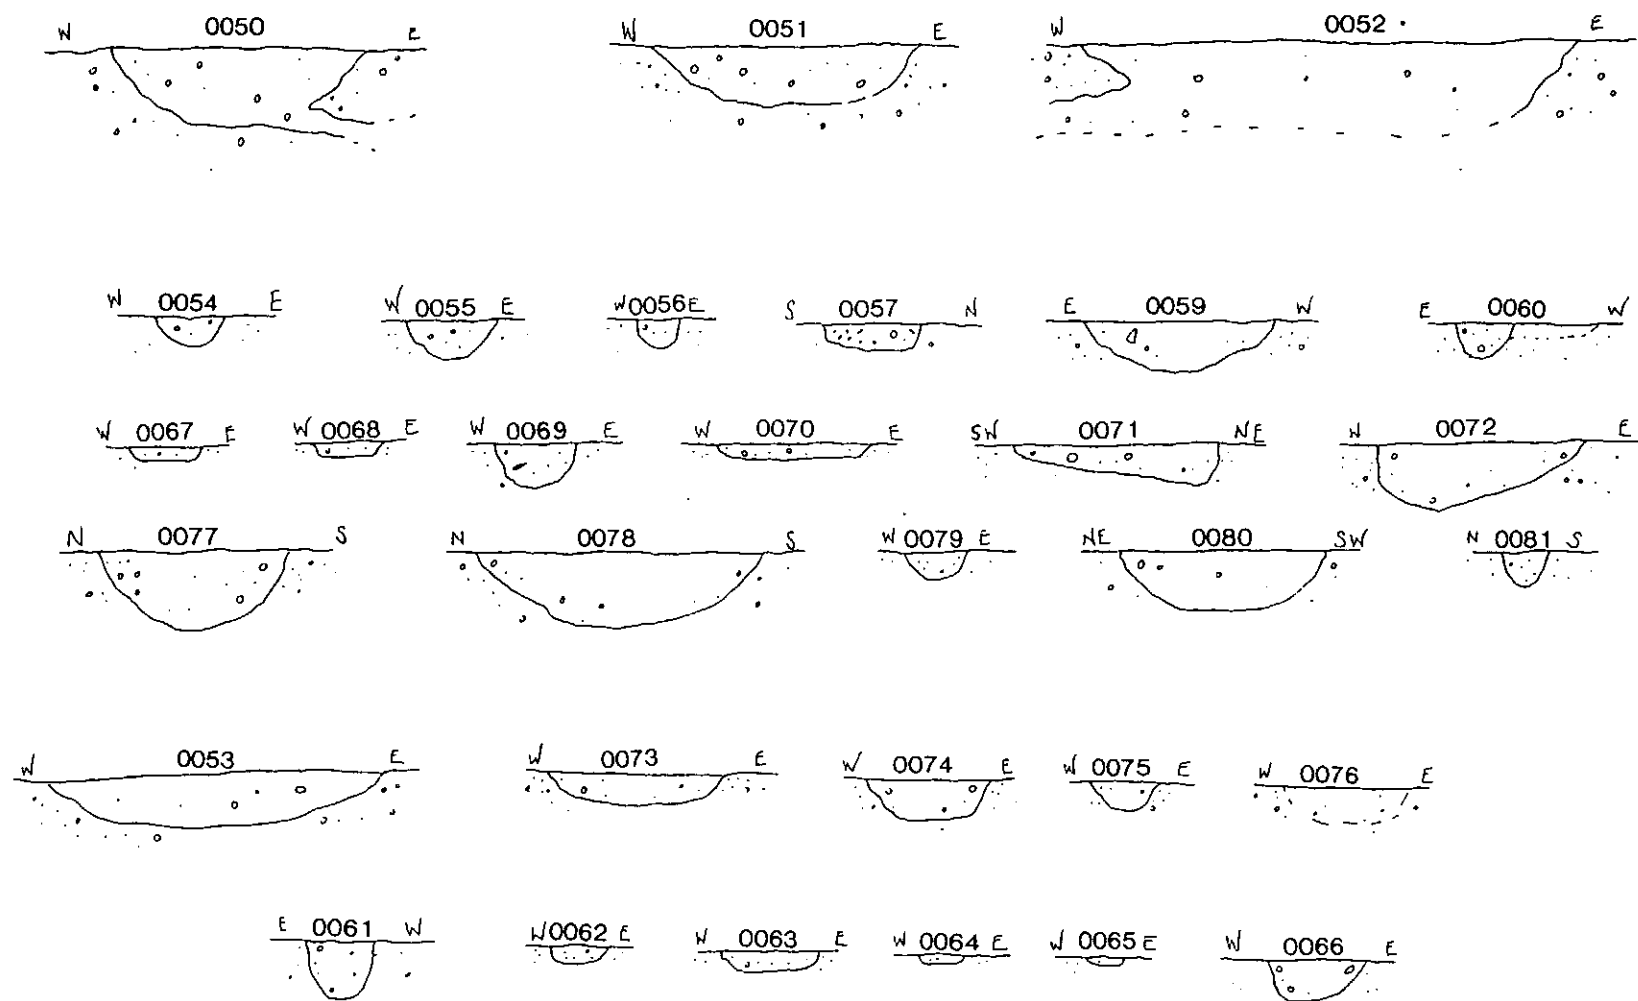 W 0050 E W 0051 E W 0052 E
W 0054 E W 0055 E W 0056 E S 0057 N E 0059 W E 0060 W
W 0067 E W 0068 E W 0069 E W 0070 E SW 0071 NE W 0072 E
N 0077 S N 0078 S W 0079 E NE 0080 SW N 0081 S
W 0053 E W 0073 E W 0074 E W 0075 E W 0076 E
E 0061 W W 0062 E W 0063 E W 0064 E W 0065 E W 0066 E